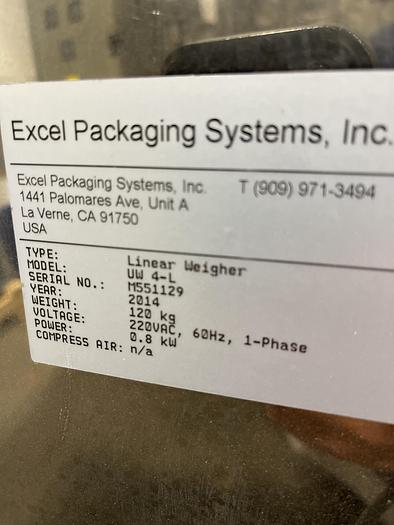 Excel Packaging Systems, Inc.
Excel Packaging Systems, Inc. T (909) 971-3494
1441 Palomares Ave, Unit A
La Verne, CA 91750
USA
TYPE: Linear Weigher
MODEL: UW 4-L
SERIAL NO.: M551129
YEAR: 2014
WEIGHT: 120 kg
VOLTAGE: 220VAC, 60Hz, 1-Phase
POWER: 0.8 kW
COMPRESS AIR: n/a